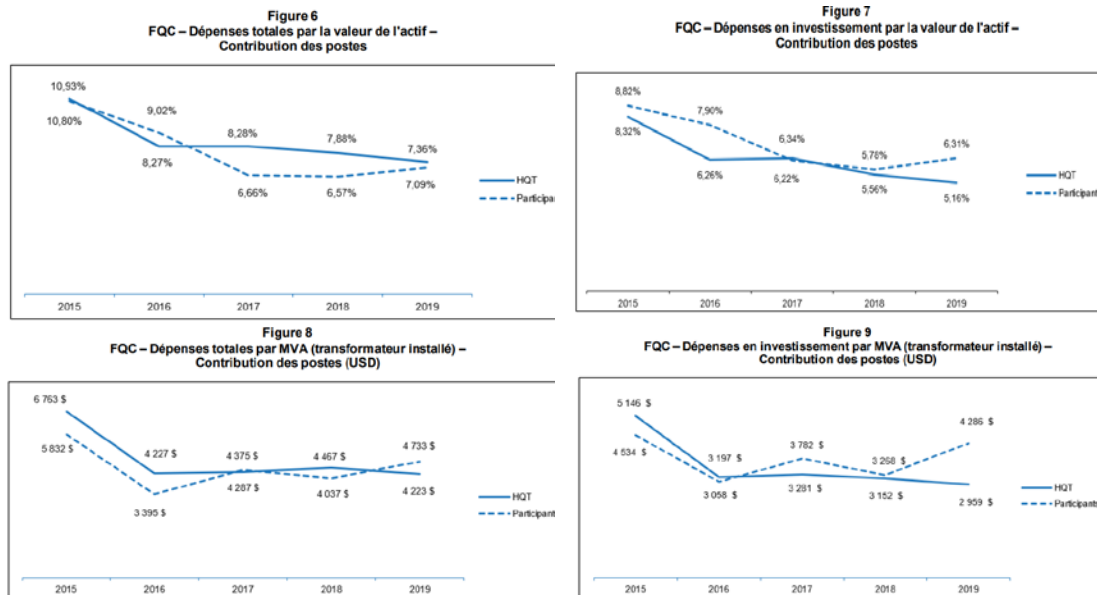 Figure 6
FQC – Dépenses totales par la valeur de l'actif –
Contribution des postes
10,93%
10,80%
9,02%
8,27%
8,28%
6,66%
7,88%
6,57%
7,36%
7,09%
HQT
Participan
2015 2016 2017 2018 2019
Figure 7
FQC – Dépenses en investissement par la valeur de l'actif –
Contribution des postes
8,82%
8,32%
7,90%
6,26%
6,34%
6,22%
5,78%
5,56%
6,31%
5,16%
HQT
Participants
2015 2016 2017 2018 2019
Figure 8
FQC – Dépenses totales par MVA (transformateur installé) –
Contribution des postes (USD)
6 763 $
5 832 $
4 227 $
3 395 $
4 375 $
4 287 $
4 467 $
4 037 $
4 733 $
4 223 $
HQT
Participants
2015 2016 2017 2018 2019
Figure 9
FQC – Dépenses en investissement par MVA (transformateur installé) –
Contribution des postes (USD)
5 146 $
4 534 $
3 197 $
3 058 $
3 782 $
3 281 $
3 268 $
3 152 $
4 286 $
2 959 $
HQT
Participants
2015 2016 2017 2018 2019